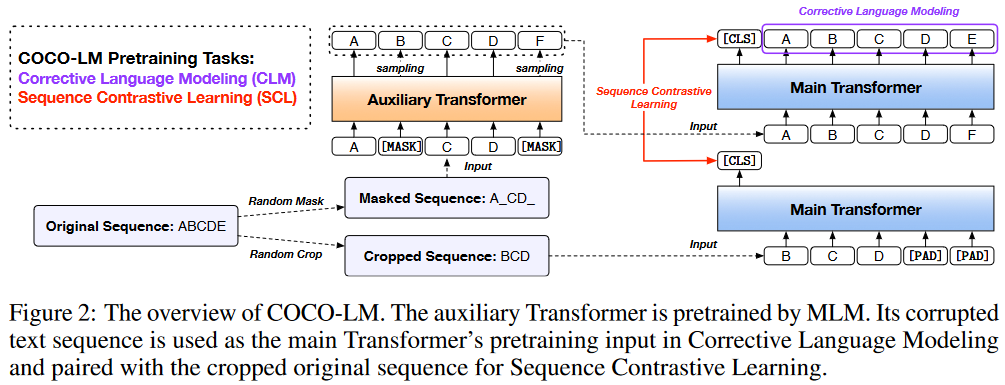 COCO-LM Pretraining Tasks:
Corrective Language Modeling (CLM)
Sequence Contrastive Learning (SCL)
A B C D F
sampling sampling
Auxiliary Transformer
A [MASK] C D [MASK]
Input
Original Sequence: ABCDE
Random Mask
Masked Sequence: A_CD_
Random Crop
Cropped Sequence: BCD
Corrective Language Modeling
[CLS] A B C D E
Main Transformer
Sequence Contrastive
Learning
Input
A B C D F
[CLS]
Main Transformer
Input
B C D [PAD] [PAD]
Figure 2: The overview of COCO-LM. The auxiliary Transformer is pretrained by MLM. Its corrupted
text sequence is used as the main Transformer's pretraining input in Corrective Language Modeling
and paired with the cropped original sequence for Sequence Contrastive Learning.